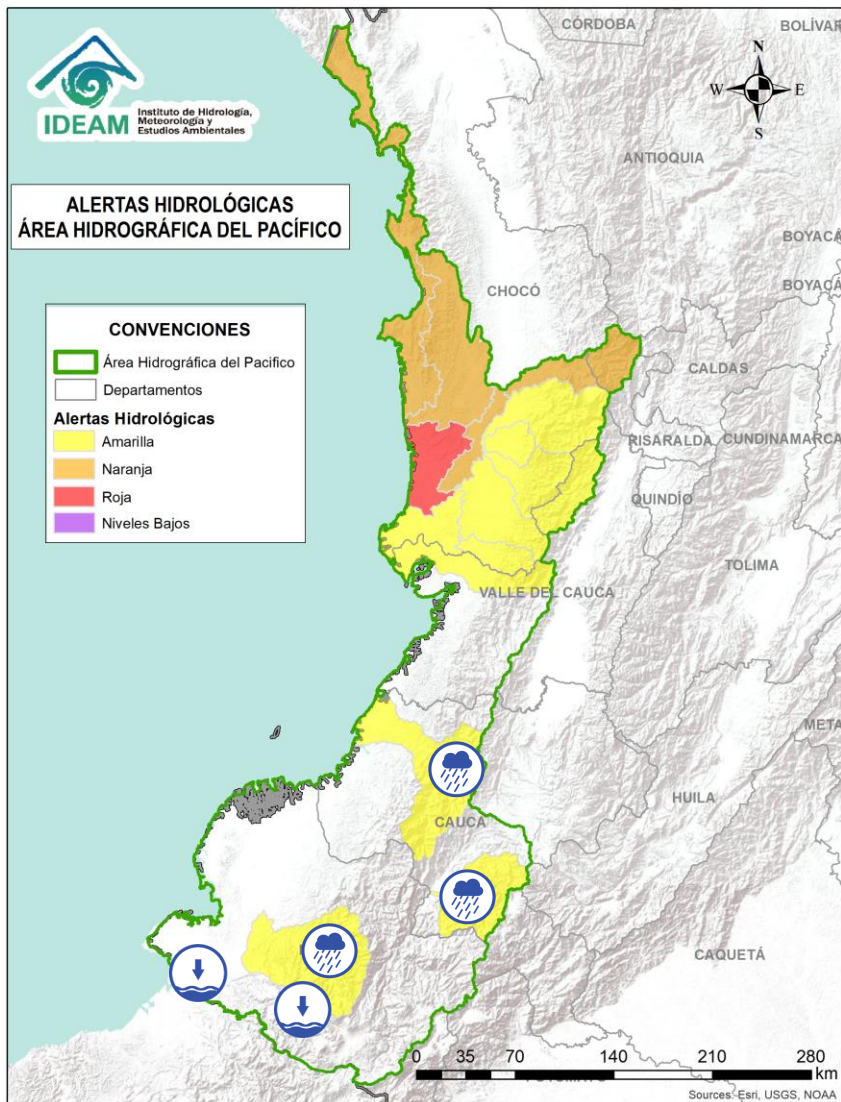 CÓRDOBA
BOLÍVAR
N
W E
S
IDEAM
Instituto de Hidrología,
Meteorología y
Estudios Ambientales
ANTIOQUIA
ALERTAS HIDROLÓGICAS
ÁREA HIDROGRÁFICA DEL PACÍFICO
BOYACÁ
BOYACÁ
CHOCÓ
CONVENCIONES
Área Hidrográfica del Pacifico
Departamentos
Alertas Hidrológicas
Amarilla
Naranja
Roja
Niveles Bajos
CALDAS
RISARALDA
CUNDINAMARCA
QUINDÍO
TOLIMA
VALLE DEL CAUCA
META
HUILA
CAUCA
CAQUETÁ
0 35 70 140 210 280
km
Sources: Esri, USGS, NOAA